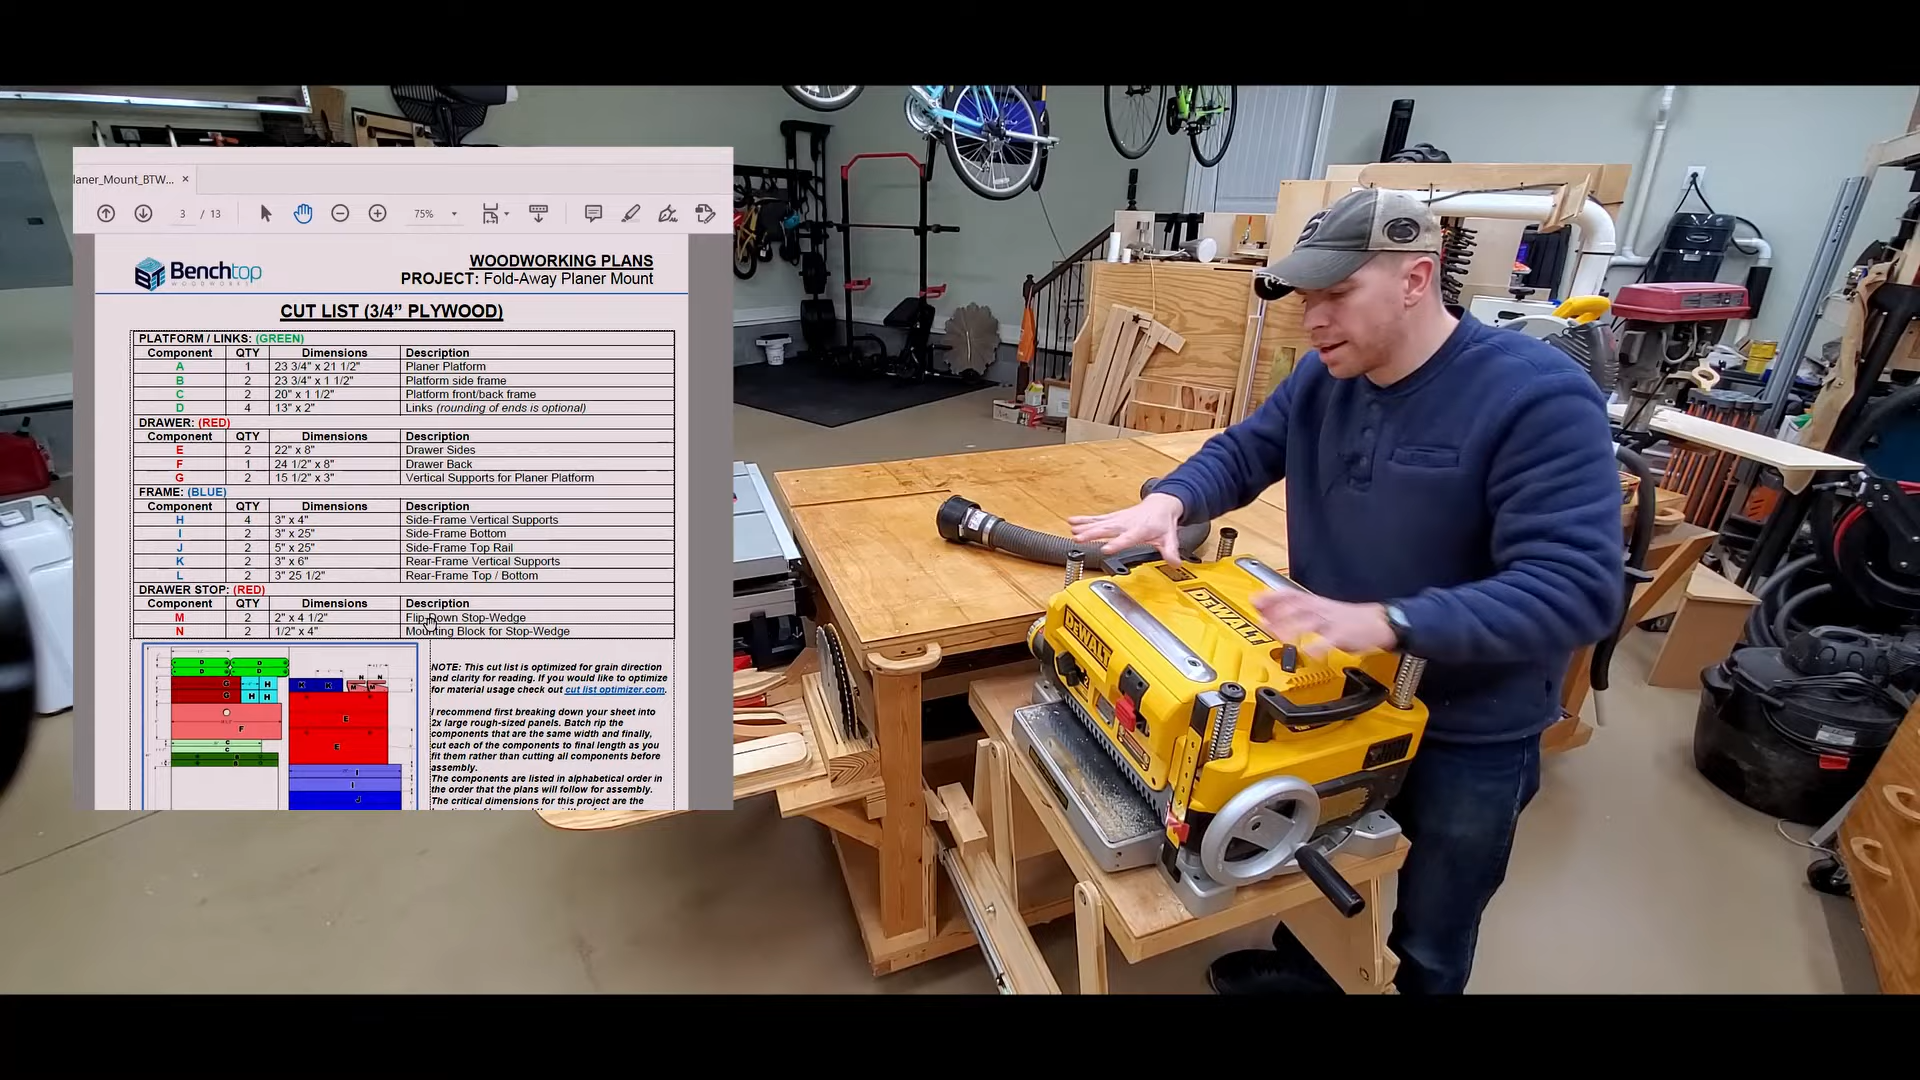 laner_Mount_BTW... ×
3 / 13
75%
Benchtop
WOODWORKS
WOODWORKING PLANS
PROJECT: Fold-Away Planer Mount
CUT LIST (3/4” PLYWOOD)
PLATFORM / LINKS: (GREEN)
Component QTY Dimensions Description
A 1 23 3/4" x 21 1/2" Planer Platform
B 2 23 3/4" x 1 1/2" Platform side frame
C 2 20" x 1 1/2" Platform front/back frame
D 4 13" x 2" Links (rounding of ends is optional)
DRAWER: (RED)
Component QTY Dimensions Description
E 2 22" x 8" Drawer Sides
F 1 24 1/2" x 8" Drawer Back
G 2 15 1/2" x 3" Vertical Supports for Planer Platform
FRAME: (BLUE)
Component QTY Dimensions Description
H 4 3" x 4" Side-Frame Vertical Supports
I 2 3" x 25" Side-Frame Bottom
J 2 5" x 25" Side-Frame Top Rail
K 2 3" x 6" Rear-Frame Vertical Supports
L 2 3" 25 1/2" Rear-Frame Top / Bottom
DRAWER STOP: (RED)
Component QTY Dimensions Description
M 2 2" x 4 1/2" Flip-Down Stop-Wedge
N 2 1/2" x 4" Mounting Block for Stop-Wedge
NOTE: This cut list is optimized for grain direction
and clarity for reading. If you would like to optimize
for material usage check out cut list optimizer.com.
I recommend first breaking down your sheet into
2x large rough-sized panels. Batch rip the
components that are the same width and finally,
cut each of the components to final length as you
fit them rather than cutting all components before
assembly.
The components are listed in alphabetical order in
the order that the plans will follow for assembly.
The critical dimensions for this project are the
D D
D D
G H
G H H
F
C
C
K K
N N
M M
E
E
I
I
J
DEWALT
DEWALT